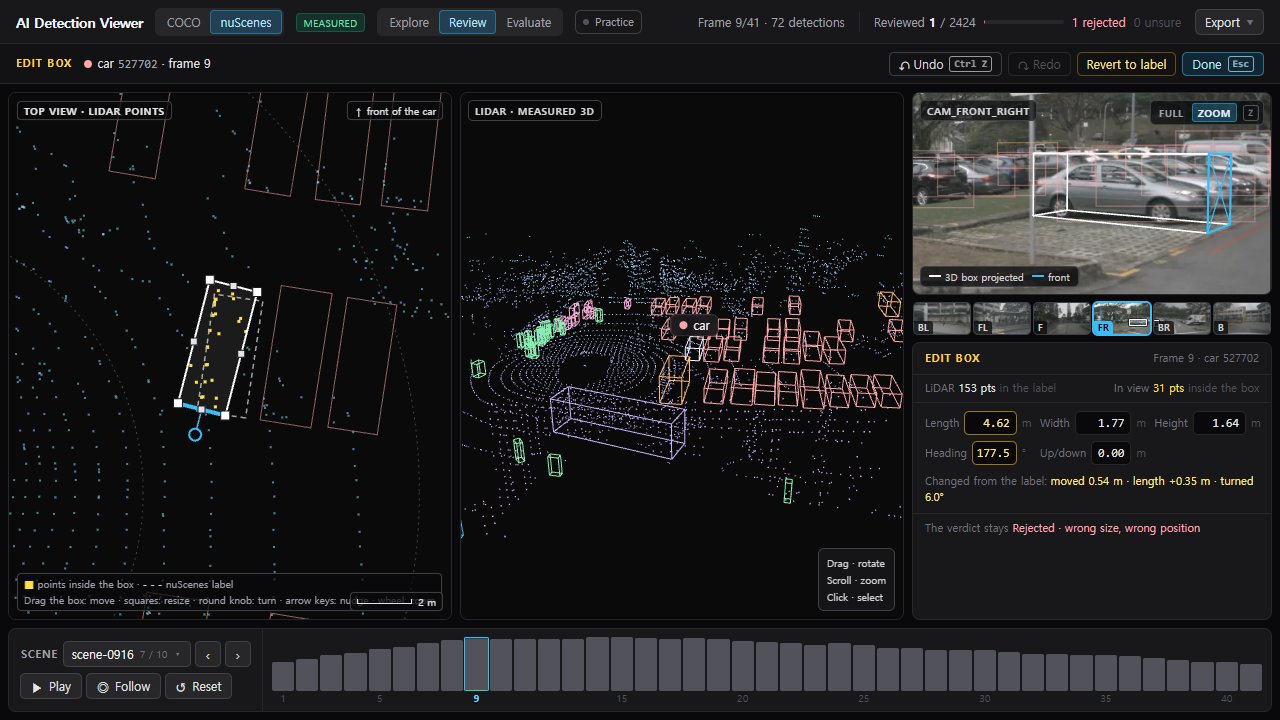 AI Detection Viewer COCO nuScenes MEASURED Explore Review Evaluate Practice Frame 9/41 · 72 detections Reviewed 1 / 2424 1 rejected 0 unsure Export
EDIT BOX car 527702 · frame 9 Undo Ctrl Z Redo Revert to label Done Esc
TOP VIEW · LIDAR POINTS ↑ front of the car
LIDAR · MEASURED 3D
car
Drag · rotate
Scroll · zoom
Click · select
points inside the box · - - - nuScenes label
Drag the box: move · squares: resize · round knob: turn · arrow keys:
2 m
CAM_FRONT_RIGHT FULL ZOOM Z
3D box projected front
BL FL F FR BR B
EDIT BOX Frame 9 · car 527702
LiDAR 153 pts in the label In view 31 pts inside the box
Length 4.62 m Width 1.77 m Height 1.64 m
Heading 177.5 ° Up/down 0.00 m
Changed from the label: moved 0.54 m · length +0.35 m · turned
6.0°
The verdict stays Rejected · wrong size, wrong position
SCENE scene-0916 7 / 10 ‹ ›
Play Follow Reset
1 5 9 15 20 25 30 35 40